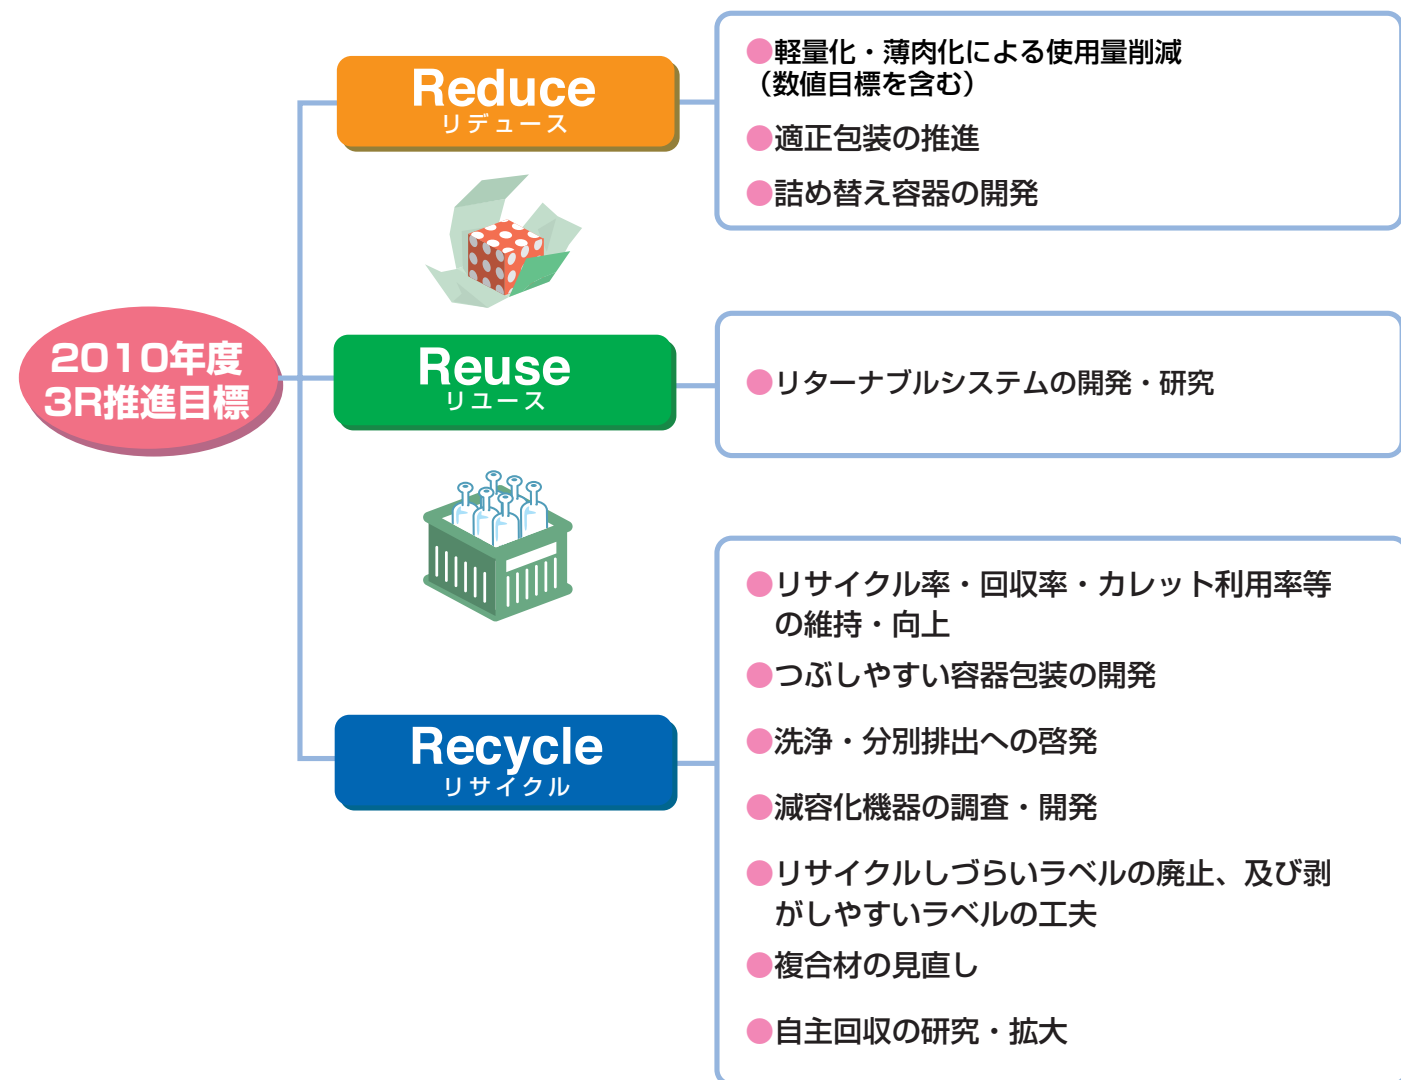 2010年度
3R推進目標
Reduce
リデュース
●軽量化・薄肉化による使用量削減
（数値目標を含む）
●適正包装の推進
●詰め替え容器の開発
Reuse
リユース
●リターナブルシステムの開発・研究
Recycle
リサイクル
●リサイクル率・回収率・カレット利用率等
の維持・向上
●つぶしやすい容器包装の開発
●洗浄・分別排出への啓発
●減容化機器の調査・開発
●リサイクルしづらいラベルの廃止、及び剥
がしやすいラベルの工夫
●複合材の見直し
●自主回収の研究・拡大